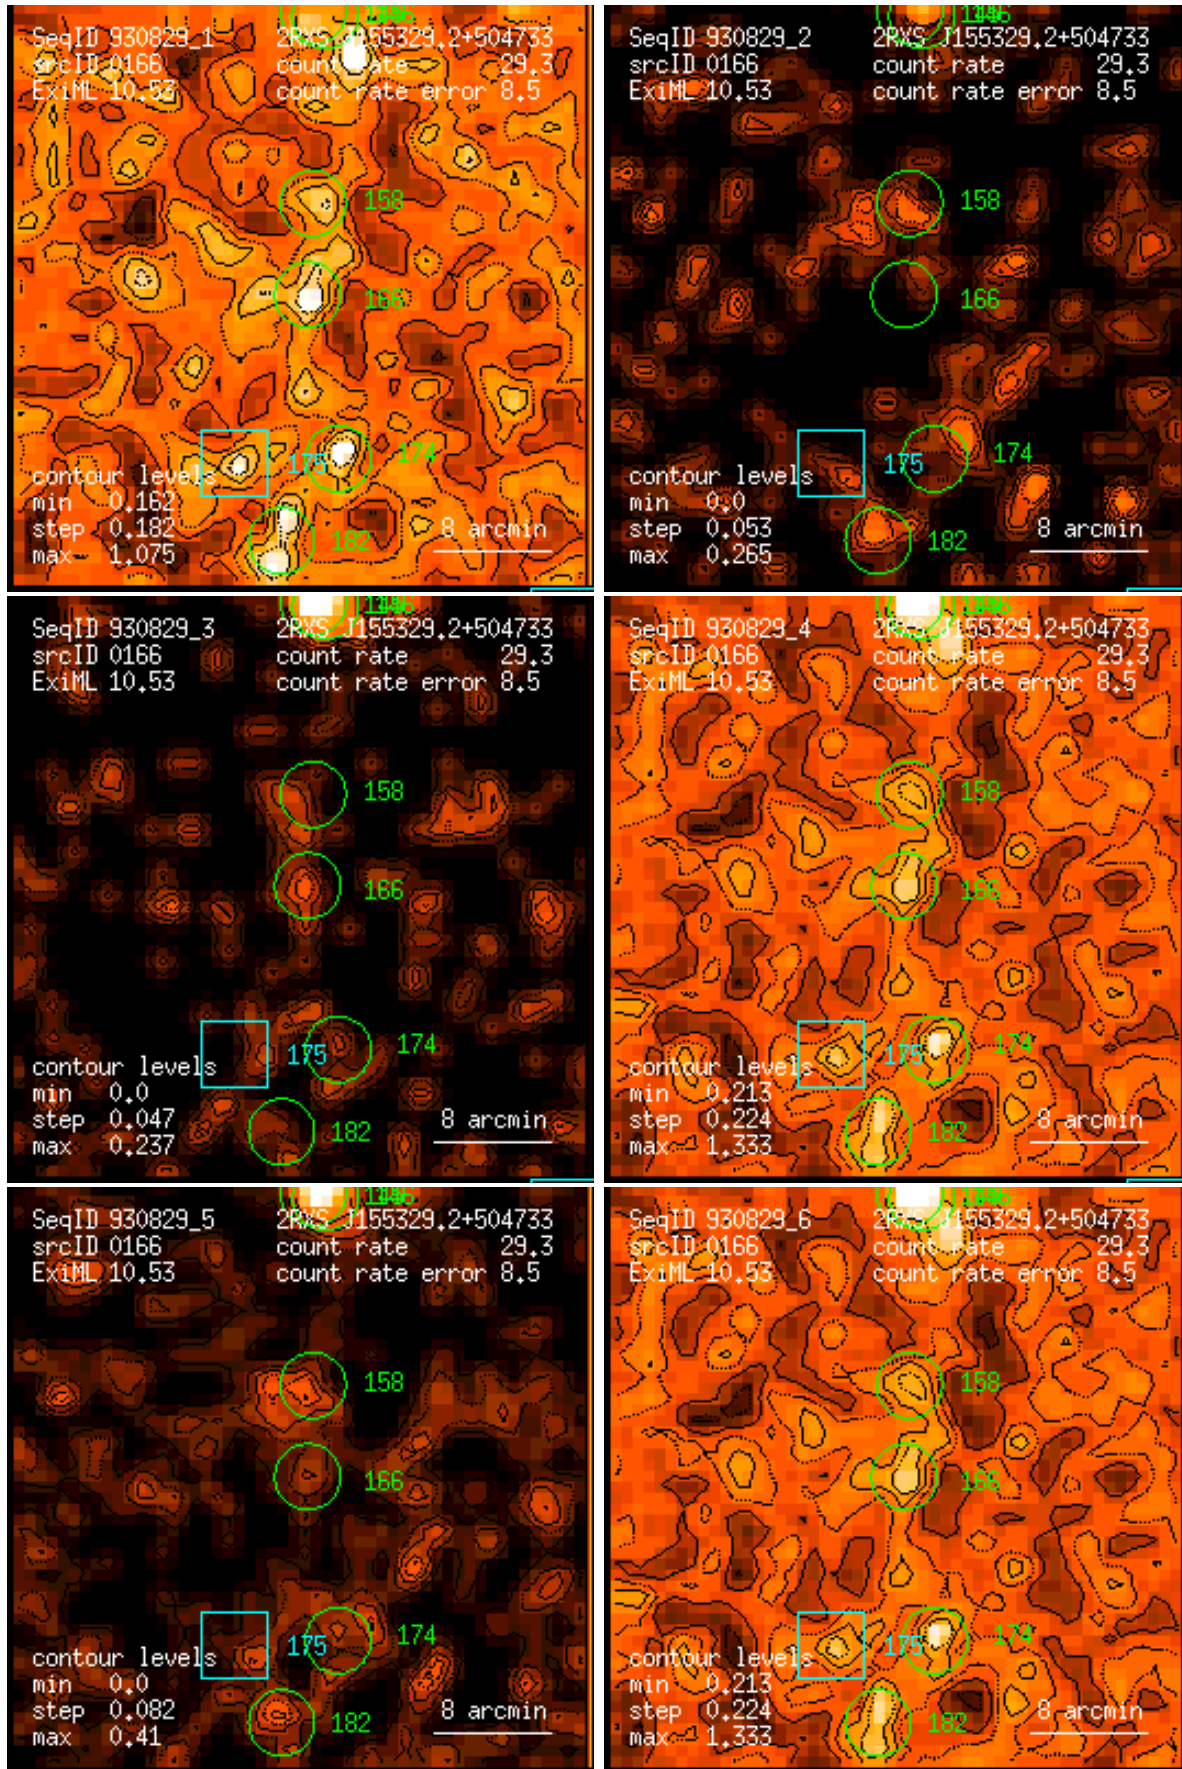 SeqID 930829_1 2RXS J155329.2+504733
srcID 0166 count rate 29.3
ExiML 10.53 count rate error 8.5
158
166
175 174
contour levels
min 0.162
step 0.182 182 8 arcmin
max 1.075
SeqID 930829_2 2RXS J155329.2+504733
srcID 0166 count rate 29.3
ExiML 10.53 count rate error 8.5
158
166
175 174
contour levels
min 0.0
step 0.053 182 8 arcmin
max 0.265
SeqID 930829_3 2RXS J155329.2+504733
srcID 0166 count rate 29.3
ExiML 10.53 count rate error 8.5
158
166
175 174
contour levels
min 0.0
step 0.047 182 8 arcmin
max 0.237
SeqID 930829_4 2RXS J155329.2+504733
srcID 0166 count rate 29.3
ExiML 10.53 count rate error 8.5
158
166
175 174
contour levels
min 0.213
step 0.224 182 8 arcmin
max 1.333
SeqID 930829_5 2RXS J155329.2+504733
srcID 0166 count rate 29.3
ExiML 10.53 count rate error 8.5
158
166
175 174
contour levels
min 0.0
step 0.082 182 8 arcmin
max 0.41
SeqID 930829_6 2RXS J155329.2+504733
srcID 0166 count rate 29.3
ExiML 10.53 count rate error 8.5
158
166
175 174
contour levels
min 0.213
step 0.224 182 8 arcmin
max 1.333